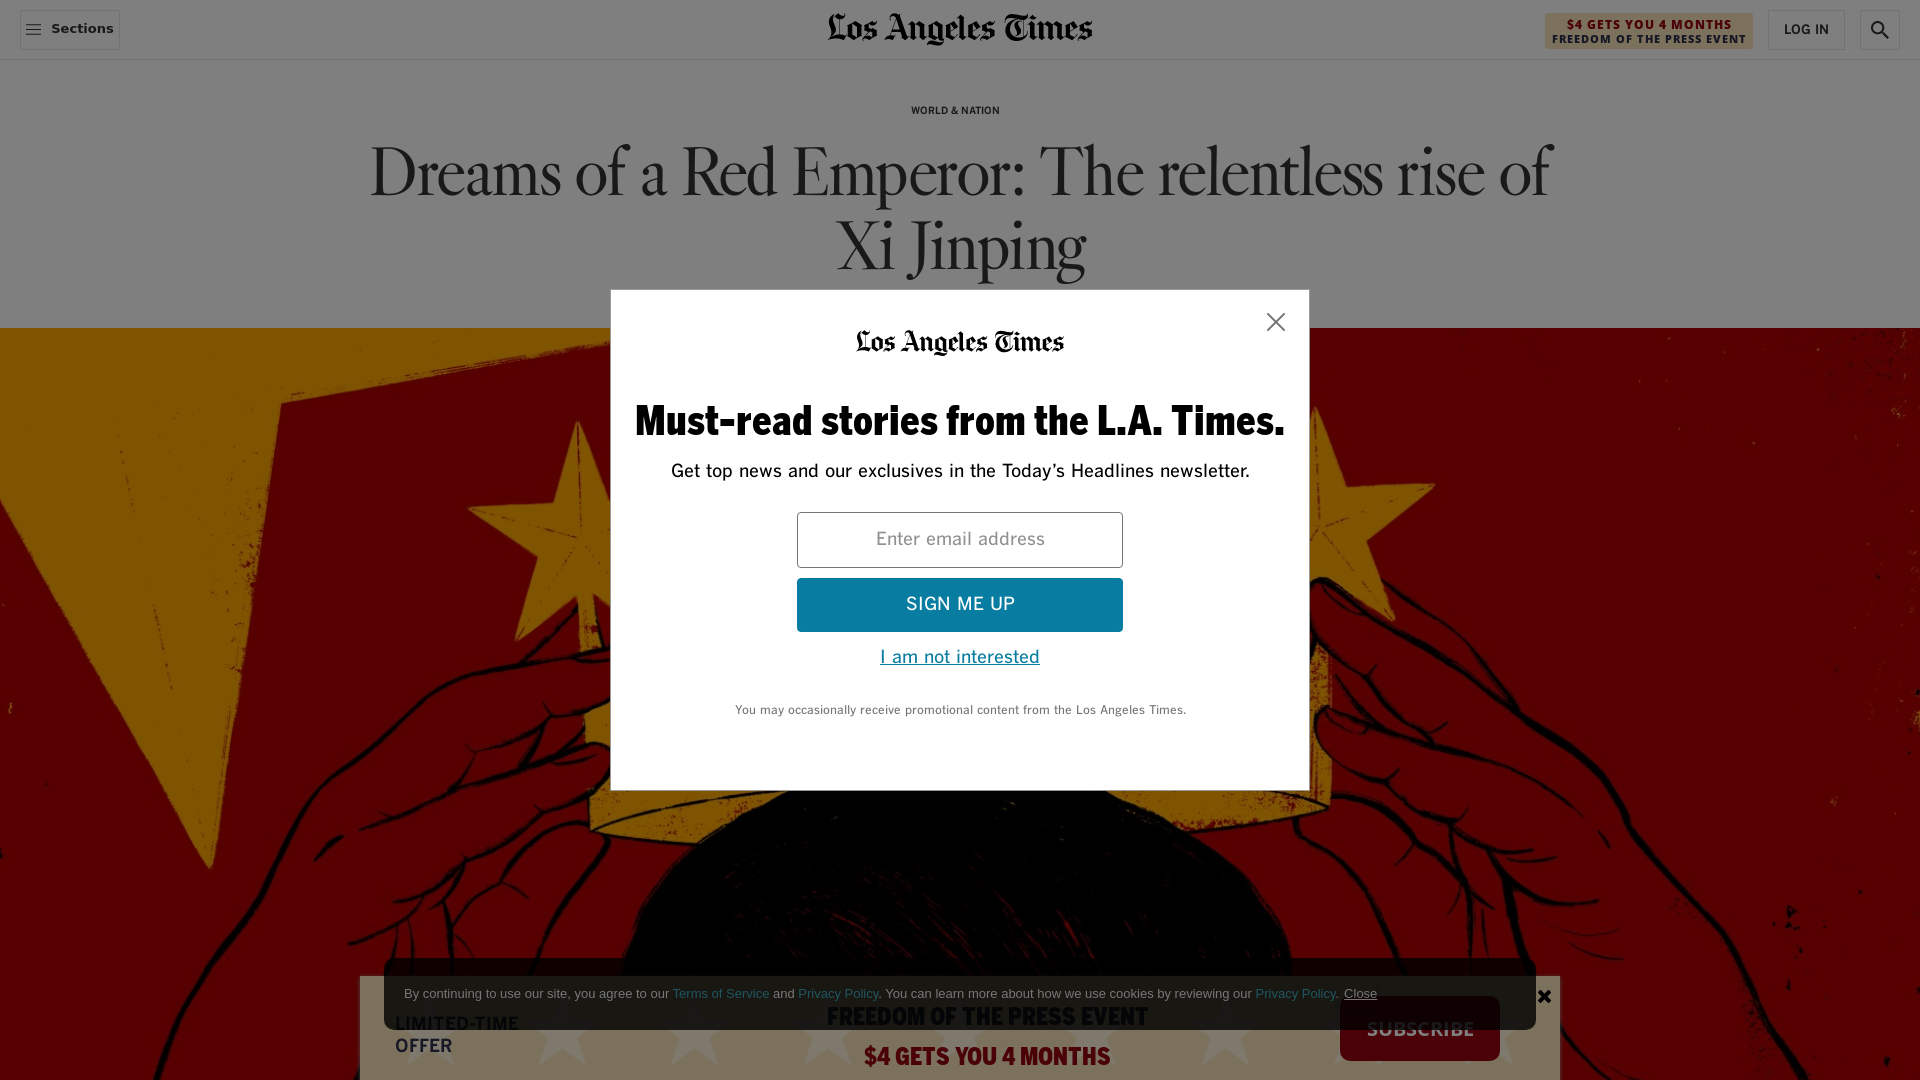 Sections
Los Angeles Times
$4 GETS YOU 4 MONTHS
FREEDOM OF THE PRESS EVENT
LOG IN
WORLD & NATION
Dreams of a Red Emperor: The relentless rise of
Xi Jinping
Los Angeles Times
Must-read stories from the L.A. Times.
Get top news and our exclusives in the Today’s Headlines newsletter.
Enter email address
SIGN ME UP
I am not interested
You may occasionally receive promotional content from the Los Angeles Times.
By continuing to use our site, you agree to our Terms of Service and Privacy Policy. You can learn more about how we use cookies by reviewing our Privacy Policy. Close
LIMITED-TIME
OFFER
FREEDOM OF THE PRESS EVENT
$4 GETS YOU 4 MONTHS
SUBSCRIBE